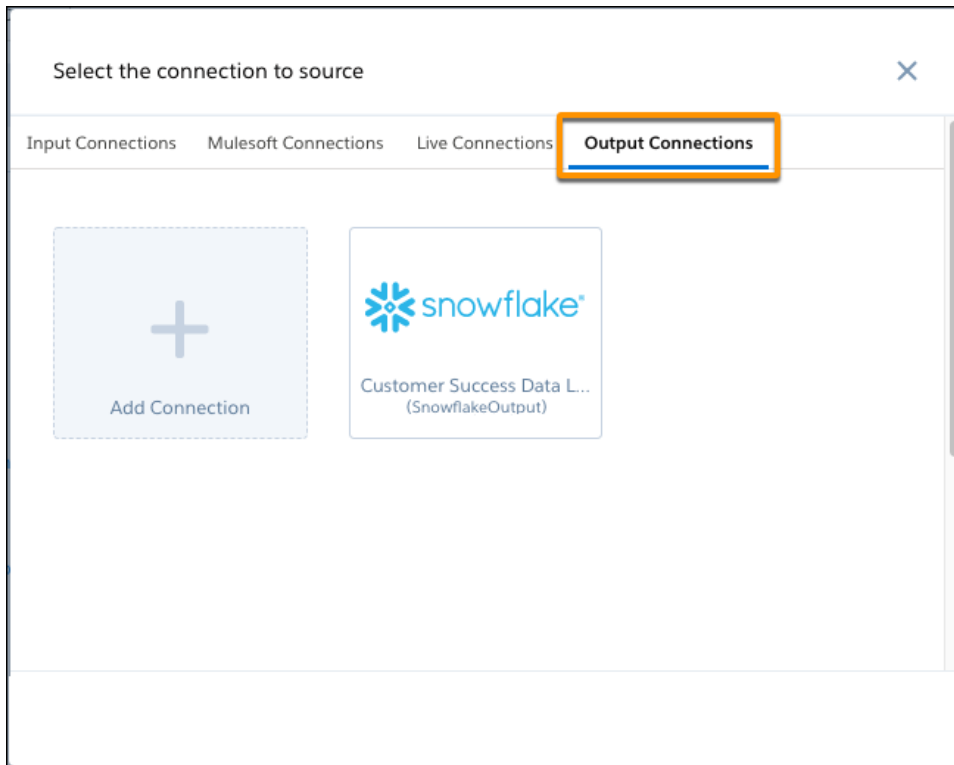 Select the connection to source
Input Connections Mulesoft Connections Live Connections Output Connections
snowflake®
Add Connection
Customer Success Data L...
(SnowflakeOutput)